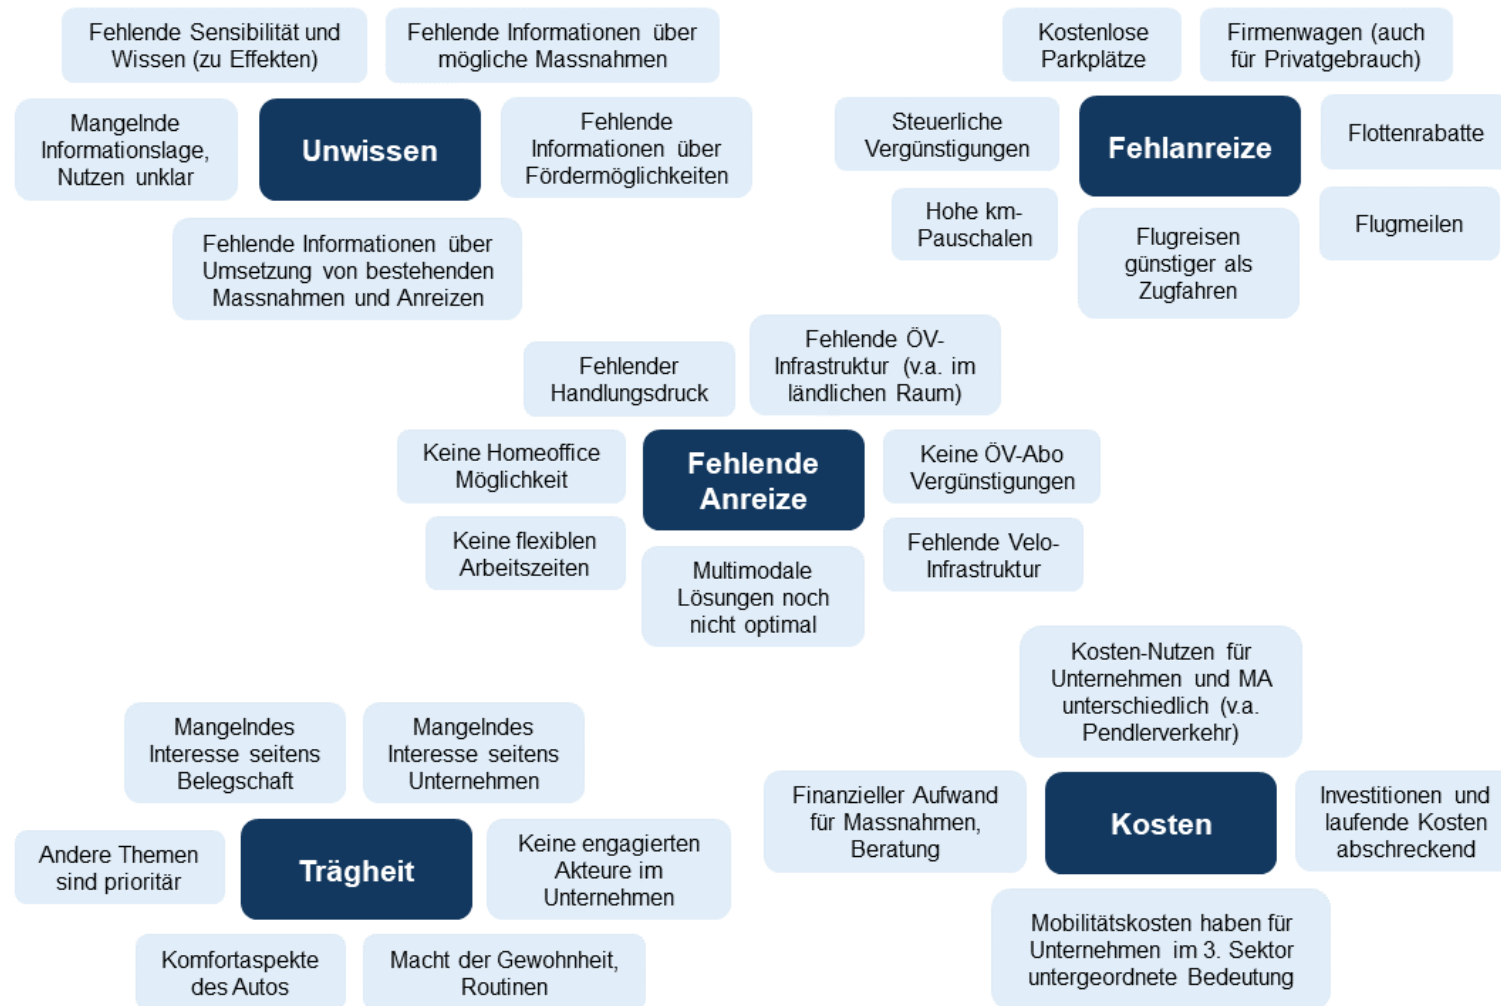 Fehlende Sensibilität und
Wissen (zu Effekten)
Fehlende Informationen über
mögliche Massnahmen
Mangelnde
Informationslage,
Nutzen unklar
Unwissen
Fehlende
Informationen über
Fördermöglichkeiten
Fehlende Informationen über
Umsetzung von bestehenden
Massnahmen und Anreizen
Kostenlose
Parkplätze
Firmenwagen (auch
für Privatgebrauch)
Steuerliche
Vergünstigungen
Fehlanreize
Flottenrabatte
Hohe km-
Pauschalen
Flugreisen
günstiger als
Zugfahren
Flugmeilen
Fehlender
Handlungsdruck
Fehlende ÖV-
Infrastruktur (v.a. im
ländlichen Raum)
Keine Homeoffice
Möglichkeit
Fehlende
Anreize
Keine ÖV-Abo
Vergünstigungen
Keine flexiblen
Arbeitszeiten
Multimodale
Lösungen noch
nicht optimal
Fehlende Velo-
Infrastruktur
Mangelndes
Interesse seitens
Belegschaft
Mangelndes
Interesse seitens
Unternehmen
Andere Themen
sind prioritär
Trägheit
Keine engagierten
Akteure im
Unternehmen
Komfortaspekte
des Autos
Macht der Gewohnheit,
Routinen
Kosten-Nutzen für
Unternehmen und MA
unterschiedlich (v.a.
Pendlerverkehr)
Finanzieller Aufwand
für Massnahmen,
Beratung
Kosten
Investitionen und
laufende Kosten
abschreckend
Mobilitätskosten haben für
Unternehmen im 3. Sektor
untergeordnete Bedeutung